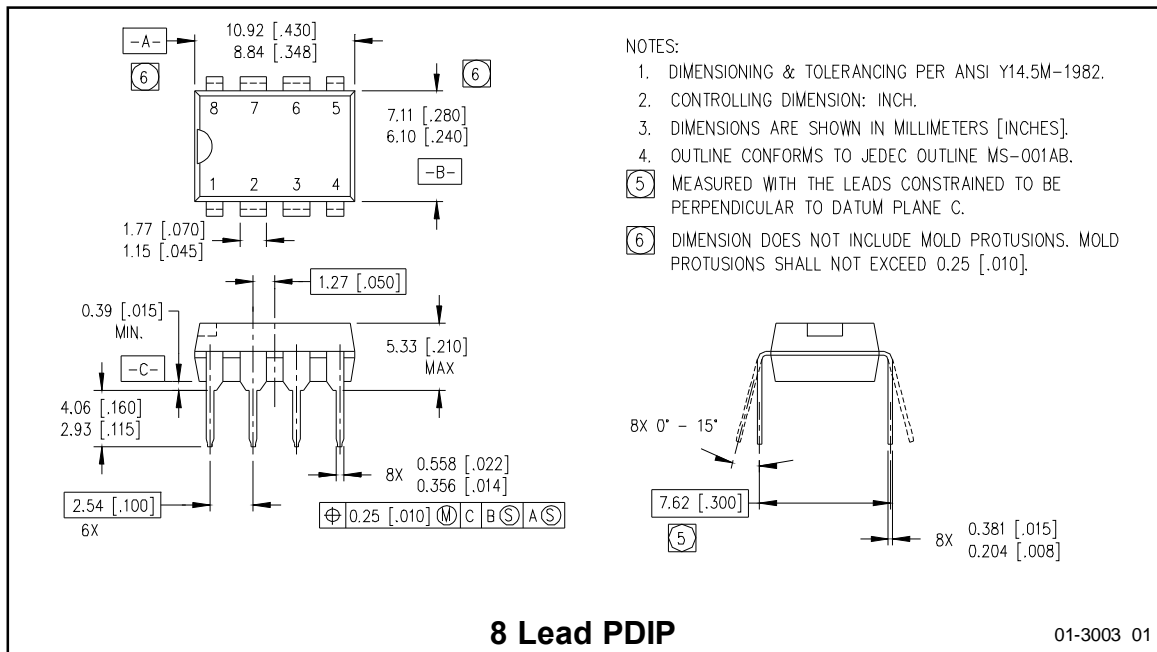 -A-
10.92 [.430]
8.84 [.348]
6
6
8 7 6 5
1 2 3 4
7.11 [.280]
6.10 [.240]
-B-
1.77 [.070]
1.15 [.045]
1.27 [.050]
0.39 [.015]
MIN.
-C-
5.33 [.210]
MAX
4.06 [.160]
2.93 [.115]
2.54 [.100]
6X
8X 0.558 [.022]
0.356 [.014]
⌖ 0.25 [.010] Ⓜ C B Ⓢ A Ⓢ
NOTES:
1. DIMENSIONING & TOLERANCING PER ANSI Y14.5M-1982.
2. CONTROLLING DIMENSION: INCH.
3. DIMENSIONS ARE SHOWN IN MILLIMETERS [INCHES].
4. OUTLINE CONFORMS TO JEDEC OUTLINE MS-001AB.
5 MEASURED WITH THE LEADS CONSTRAINED TO BE
PERPENDICULAR TO DATUM PLANE C.
6 DIMENSION DOES NOT INCLUDE MOLD PROTUSIONS. MOLD
PROTUSIONS SHALL NOT EXCEED 0.25 [.010].
8X 0° - 15°
7.62 [.300]
5
8X 0.381 [.015]
0.204 [.008]
8 Lead PDIP
01-3003 01